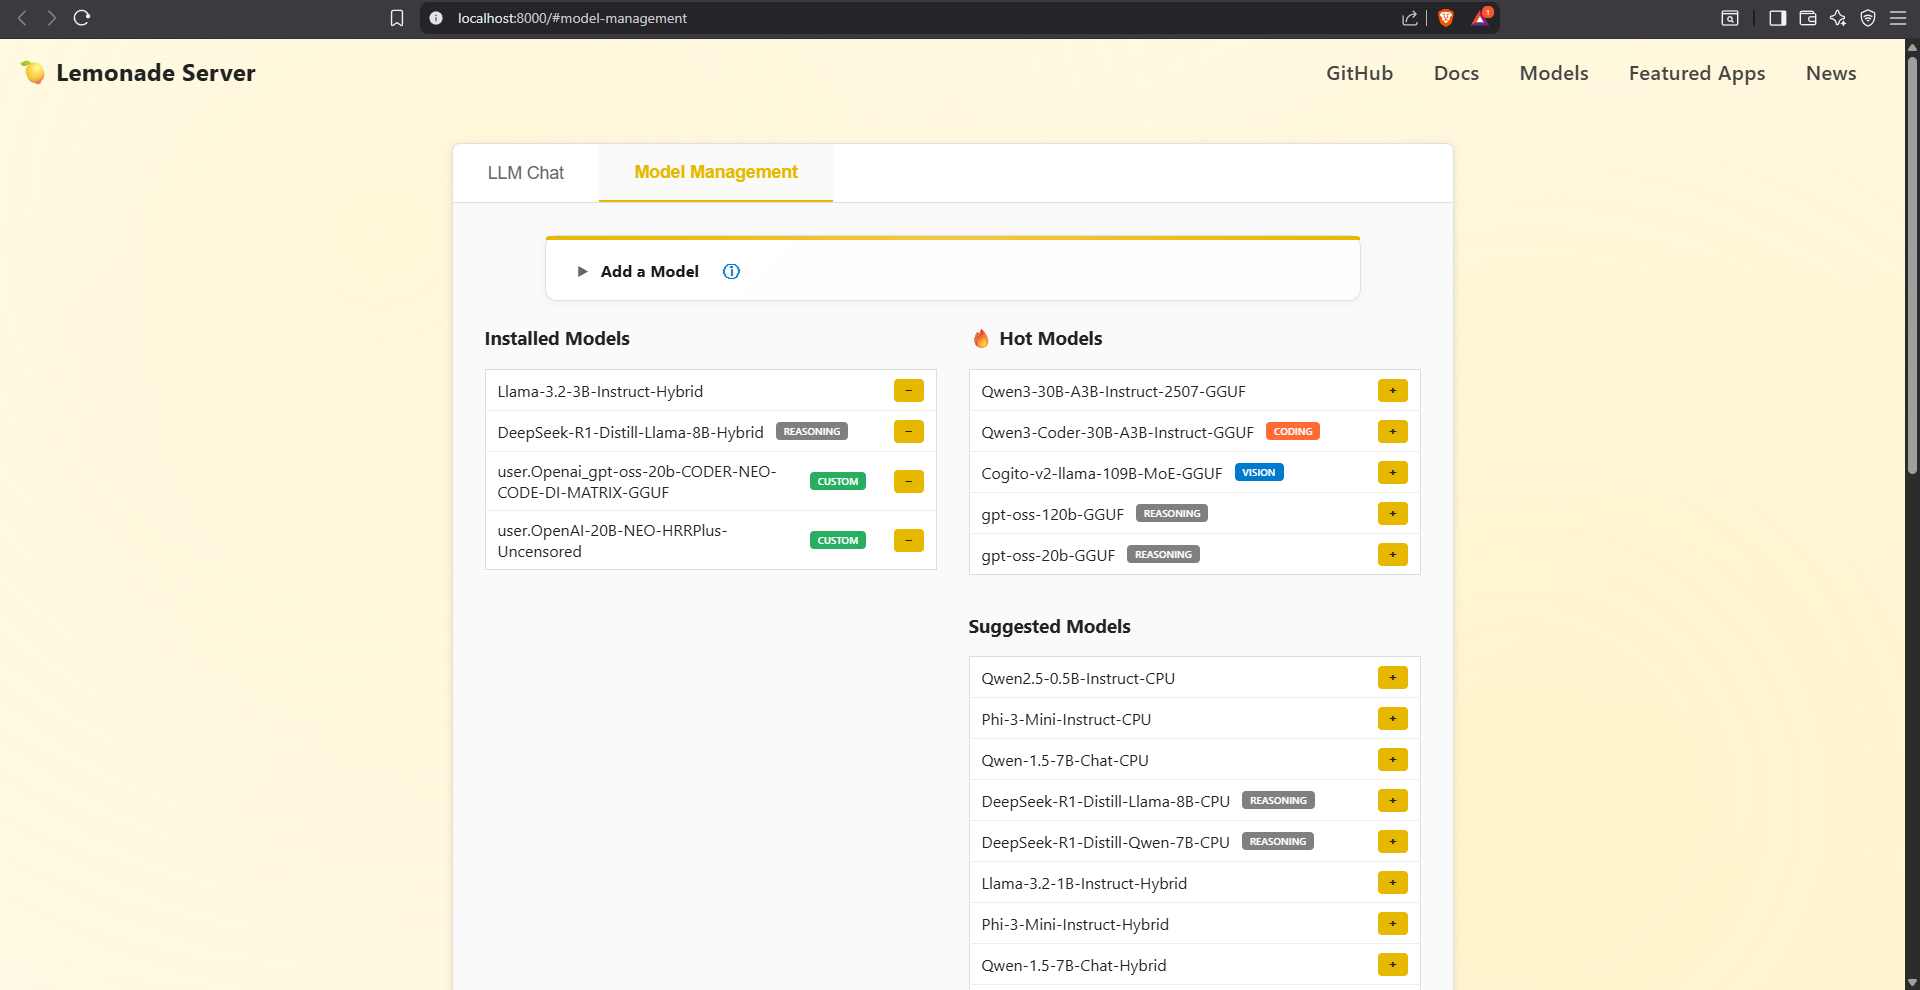 localhost:8000/#model-management
1
Lemonade Server
GitHub
Docs
Models
Featured Apps
News
LLM Chat
Model Management
Add a Model
Installed Models
Llama-3.2-3B-Instruct-Hybrid
DeepSeek-R1-Distill-Llama-8B-Hybrid REASONING
user.Openai_gpt-oss-20b-CODER-NEO-
CODE-DI-MATRIX-GGUF
CUSTOM
user.OpenAI-20B-NEO-HRRPlus-
Uncensored
CUSTOM
Hot Models
Qwen3-30B-A3B-Instruct-2507-GGUF
Qwen3-Coder-30B-A3B-Instruct-GGUF CODING
Cogito-v2-llama-109B-MoE-GGUF VISION
gpt-oss-120b-GGUF REASONING
gpt-oss-20b-GGUF REASONING
Suggested Models
Qwen2.5-0.5B-Instruct-CPU
Phi-3-Mini-Instruct-CPU
Qwen-1.5-7B-Chat-CPU
DeepSeek-R1-Distill-Llama-8B-CPU REASONING
DeepSeek-R1-Distill-Qwen-7B-CPU REASONING
Llama-3.2-1B-Instruct-Hybrid
Phi-3-Mini-Instruct-Hybrid
Qwen-1.5-7B-Chat-Hybrid